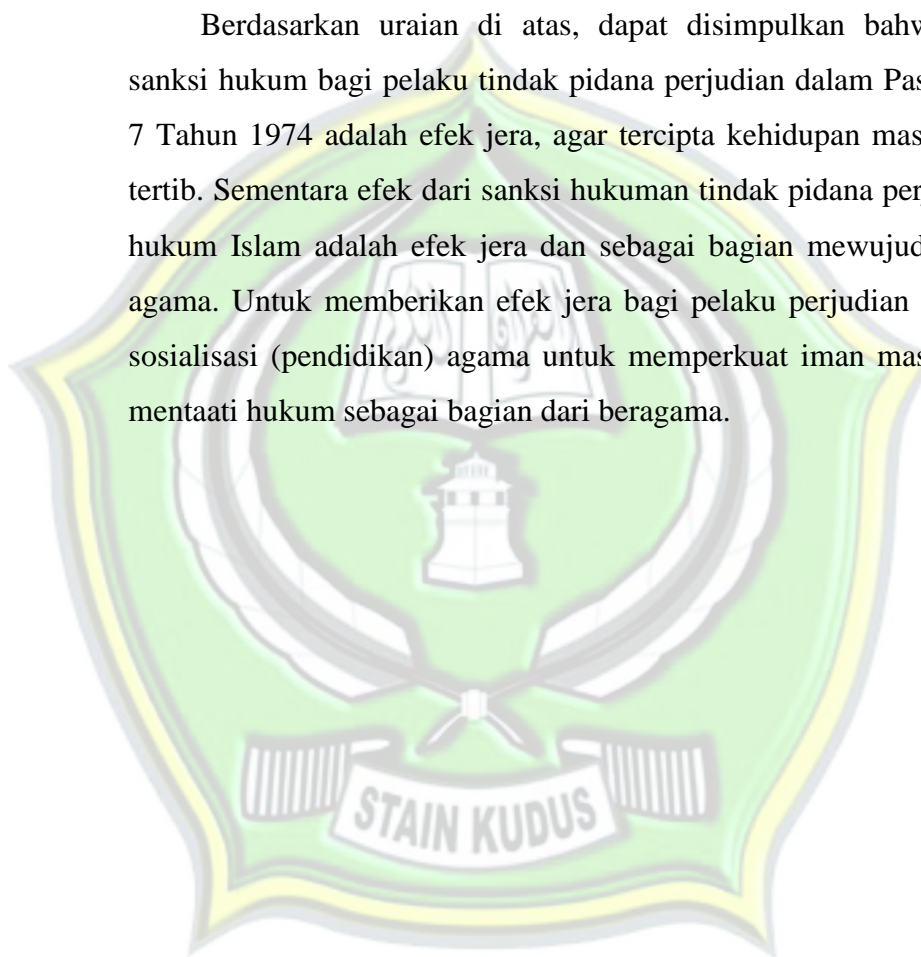 Berdasarkan uraian di atas, dapat disimpulkan bahw
sanksi hukum bagi pelaku tindak pidana perjudian dalam Pas
7 Tahun 1974 adalah efek jera, agar tercipta kehidupan mas
tertib. Sementara efek dari sanksi hukuman tindak pidana per
hukum Islam adalah efek jera dan sebagai bagian mewujud
agama. Untuk memberikan efek jera bagi pelaku perjudian
sosialisasi (pendidikan) agama untuk memperkuat iman mas
mentaati hukum sebagai bagian dari beragama.
STAIN KUDUS